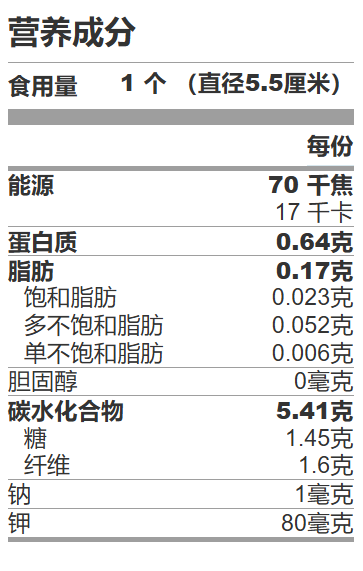 营养成分
食用量 1 个 （直径5.5厘米）
每份
能源 70 千焦
17 千卡
蛋白质 0.64克
脂肪 0.17克
饱和脂肪 0.023克
多不饱和脂肪 0.052克
单不饱和脂肪 0.006克
胆固醇 0毫克
碳水化合物 5.41克
糖 1.45克
纤维 1.6克
钠 1毫克
钾 80毫克